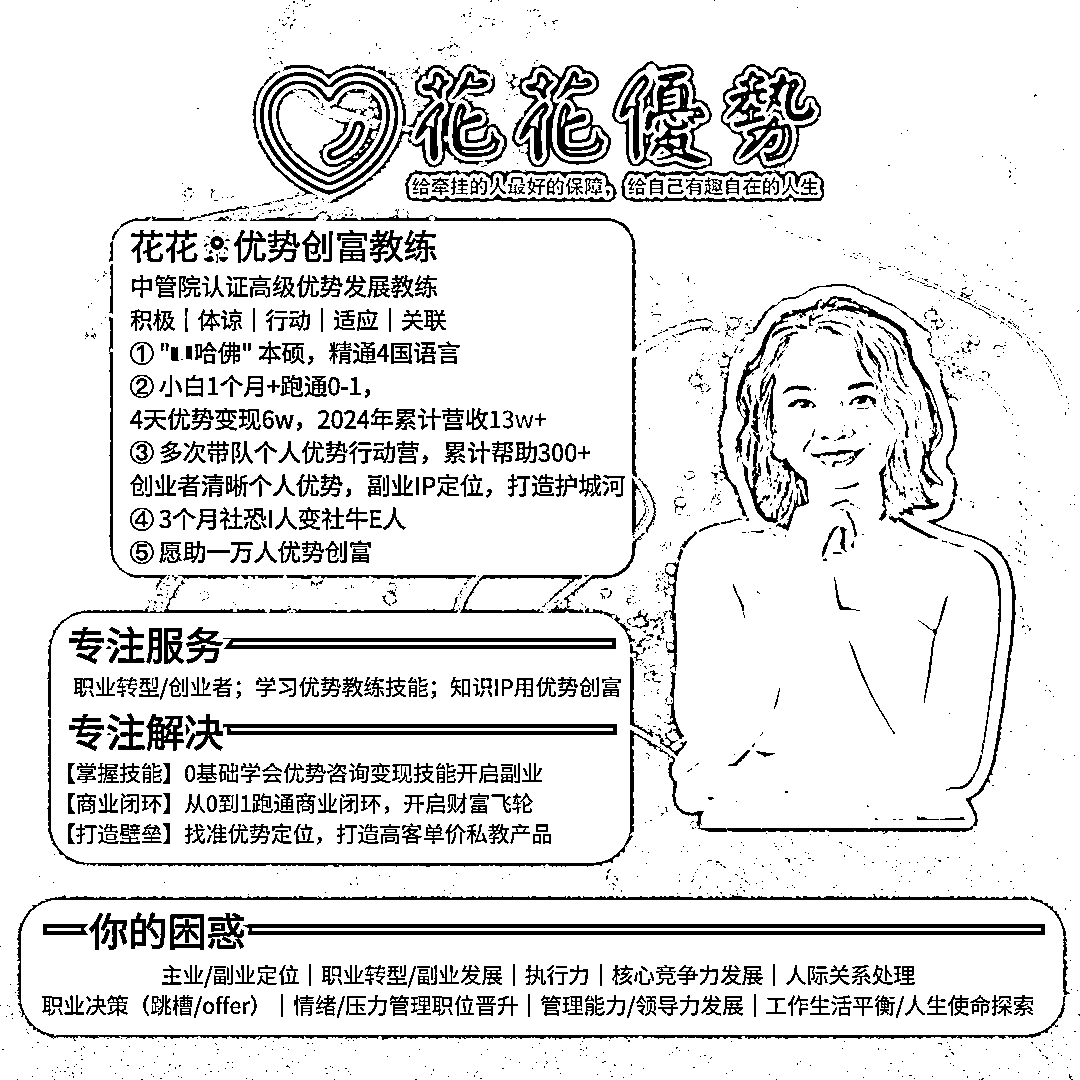 花花優勢
给牵挂的人最好的保障，给自己有趣自在的人生
花花 优势创富教练
中管院认证高级优势发展教练
积极｜体谅｜行动｜适应｜关联
① "哈佛" 本硕，精通4国语言
② 小白1个月+跑通0-1，
4天优势变现6w，2024年累计营收13w+
③ 多次带队个人优势行动营，累计帮助300+
创业者清晰个人优势，副业IP定位，打造护城河
④ 3个月社恐I人变社牛E人
⑤ 愿助一万人优势创富
专注服务
职业转型/创业者；学习优势教练技能；知识IP用优势创富
专注解决
【掌握技能】0基础学会优势咨询变现技能开启副业
【商业闭环】从0到1跑通商业闭环，开启财富飞轮
【打造壁垒】找准优势定位，打造高客单价私教产品
你的困惑
主业/副业定位｜职业转型/副业发展｜执行力｜核心竞争力发展｜人际关系处理
职业决策（跳槽/offer）｜情绪/压力管理职位晋升｜管理能力/领导力发展｜工作生活平衡/人生使命探索